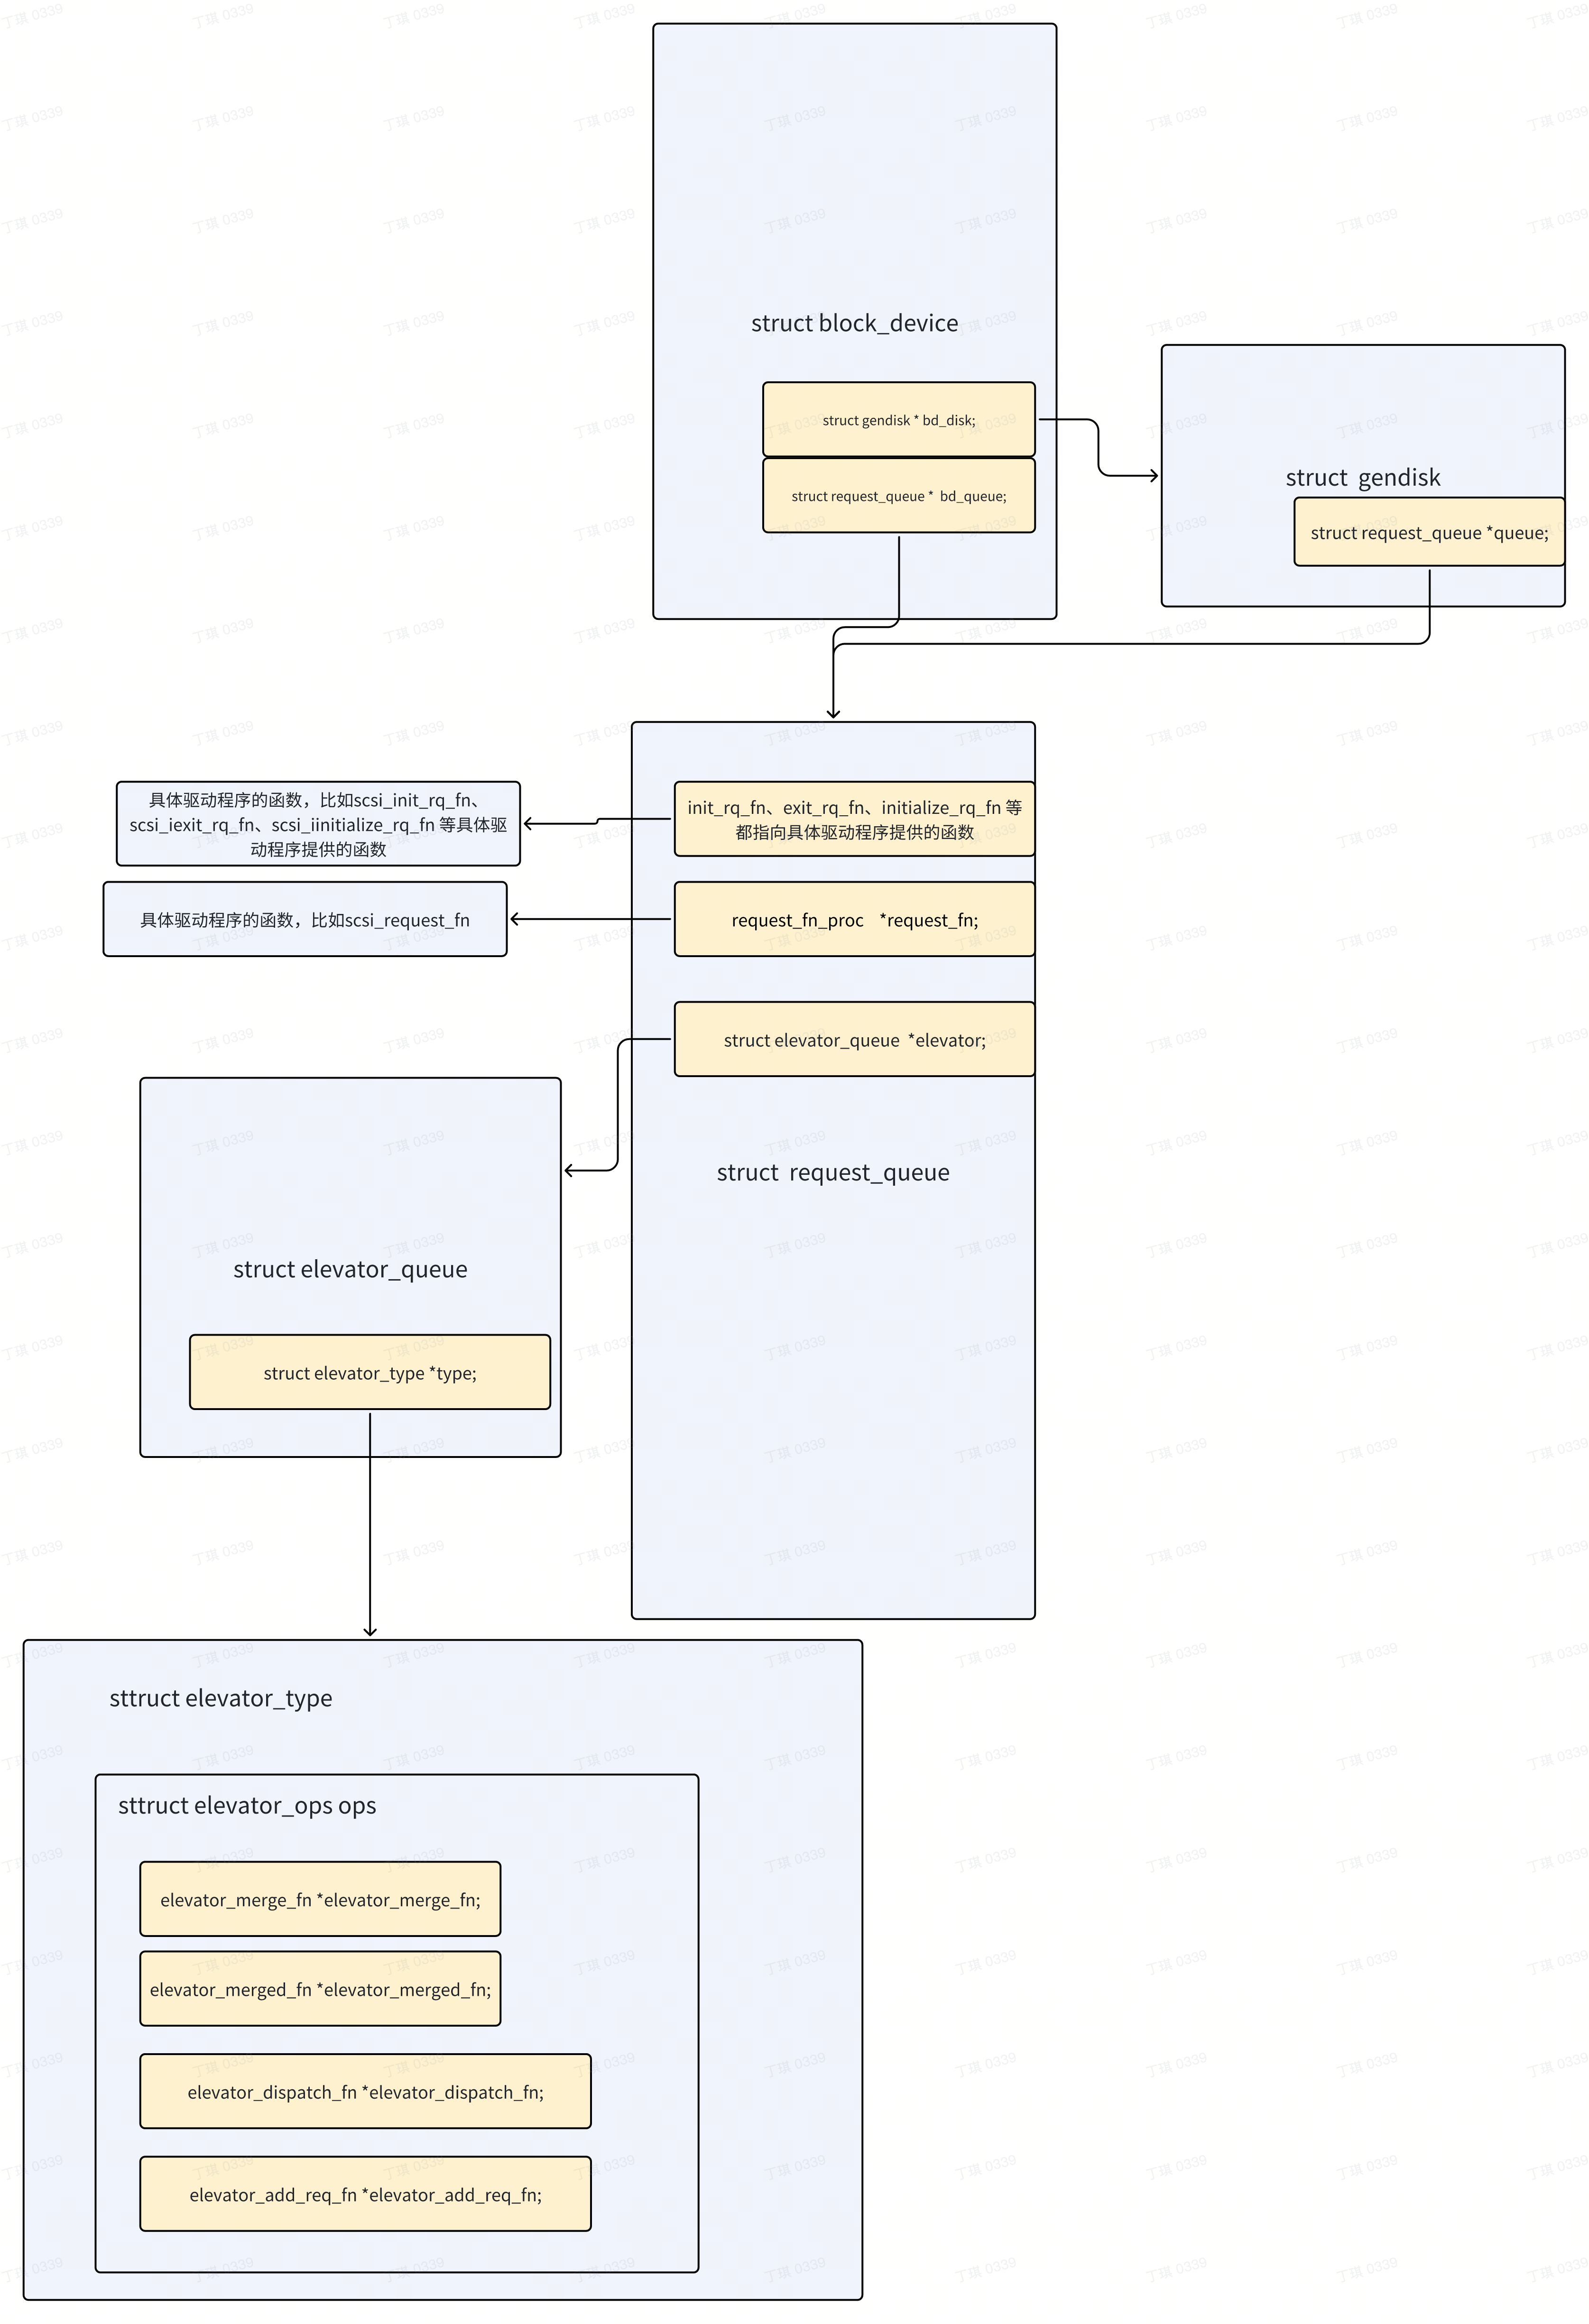 struct block_device
struct gendisk * bd_disk;
struct request_queue *  bd_queue;
struct  gendisk
struct request_queue *queue;
具体驱动程序的函数，比如scsi_init_rq_fn、
scsi_iexit_rq_fn、scsi_iinitialize_rq_fn 等具体驱
动程序提供的函数
init_rq_fn、exit_rq_fn、initialize_rq_fn 等
都指向具体驱动程序提供的函数
具体驱动程序的函数，比如scsi_request_fn
request_fn_proc    *request_fn;
struct elevator_queue  *elevator;
struct  request_queue
struct elevator_queue
struct elevator_type *type;
sttruct elevator_type
sttruct elevator_ops ops
elevator_merge_fn *elevator_merge_fn;
elevator_merged_fn *elevator_merged_fn;
elevator_dispatch_fn *elevator_dispatch_fn;
elevator_add_req_fn *elevator_add_req_fn;
丁琪 0339